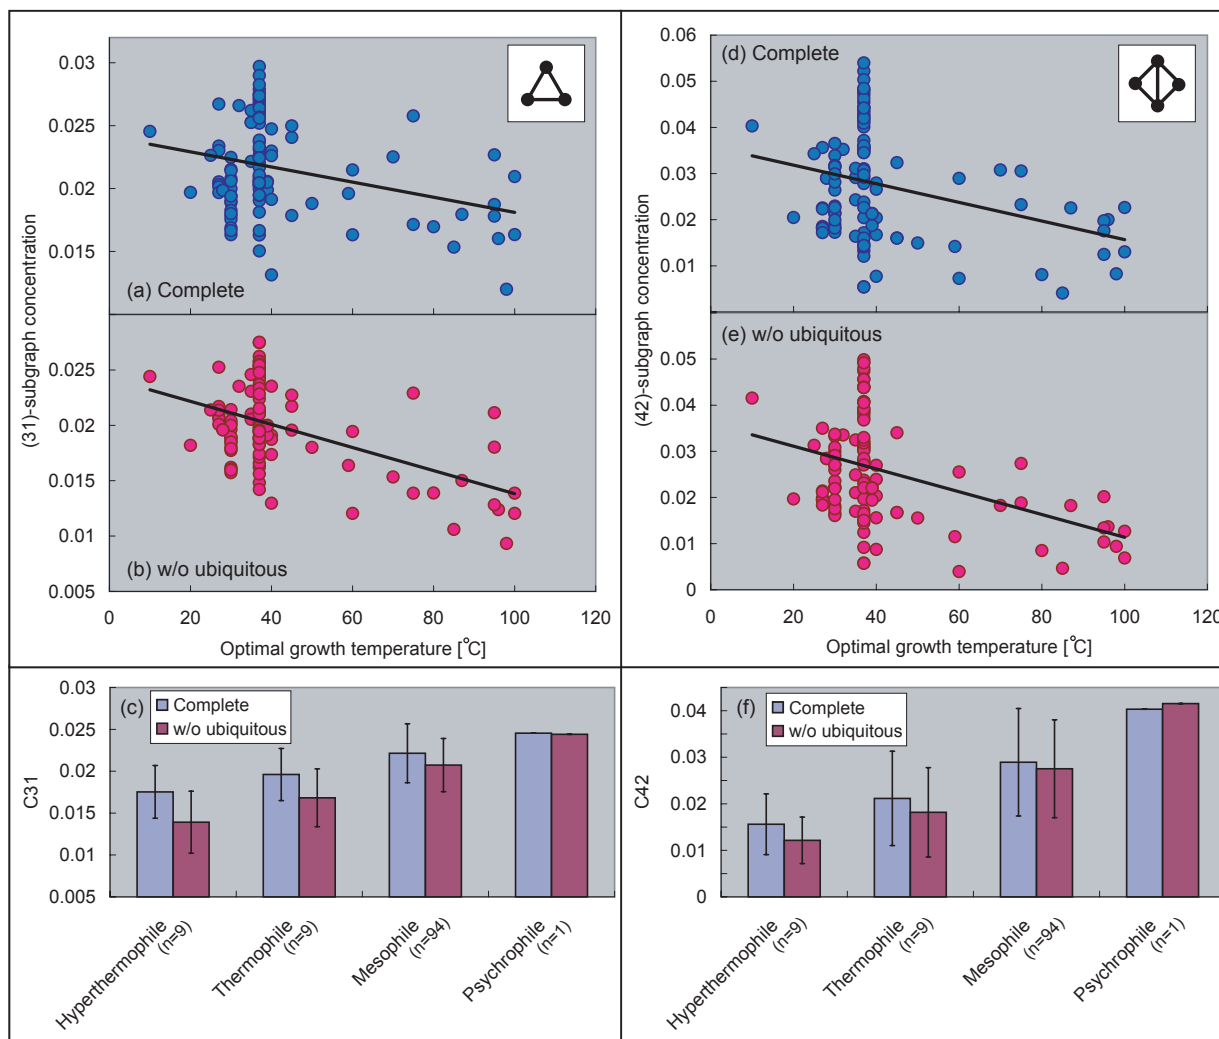 0.03
0.025
0.02
0.015
(a) Complete
(31)-subgraph concentration
0.025
0.02
0.015
0.01
0.005
(b) w/o ubiquitous
0 20 40 60 80 100 120
Optimal growth temperature [°C]
0.06
0.05
0.04
0.03
0.02
0.01
(d) Complete
(42)-subgraph concentration
(e) w/o ubiquitous
0.05
0.04
0.03
0.02
0.01
0
0 20 40 60 80 100 120
Optimal growth temperature [°C]
0.03
0.025
0.02
0.015
0.01
0.005
C31
(c)
Complete
w/o ubiquitous
Hyperthermophile
(n=9)
Thermophile
(n=9)
Mesophile
(n=94)
Psychrophile
(n=1)
0.04
0.03
0.02
0.01
0
C42
(f)
Complete
w/o ubiquitous
Hyperthermophile
(n=9)
Thermophile
(n=9)
Mesophile
(n=94)
Psychrophile
(n=1)